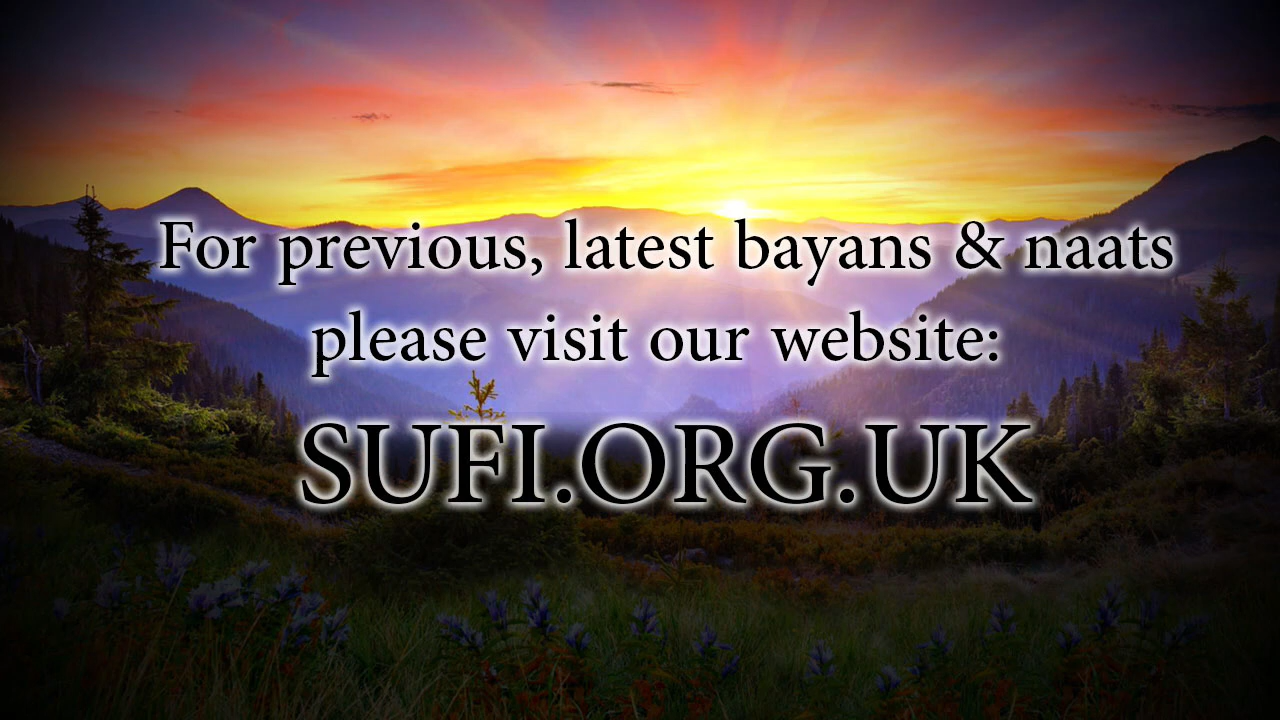 For previous, latest bayans & naats
please visit our website:
SUFI.ORG.UK